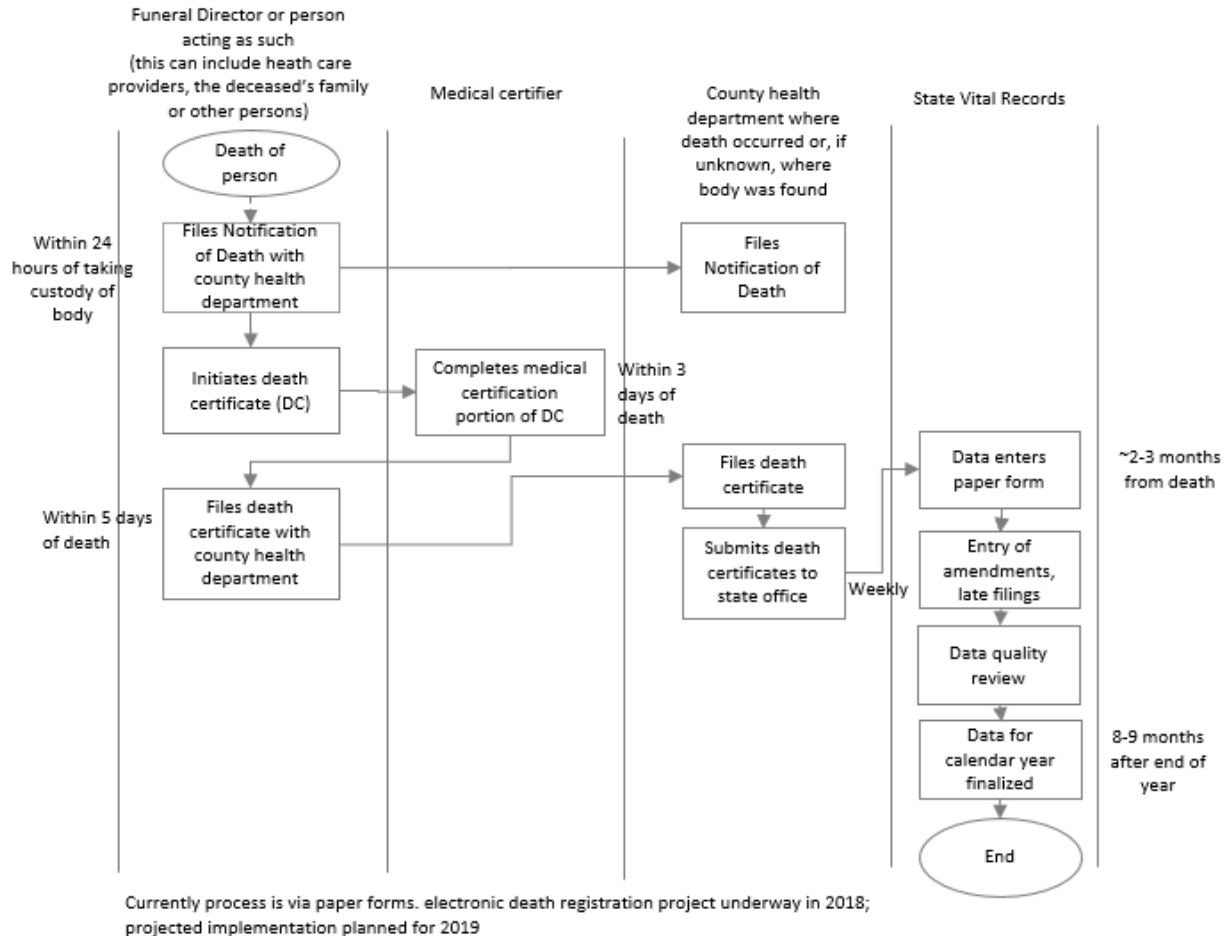 Funeral Director or person
acting as such
(this can include heath care
providers, the deceased's family
or other persons)
Medical certifier
County health
department where
death occurred or, if
unknown, where
body was found
State Vital Records
Death of
person
Within 24
hours of taking
custody of
body
Files Notification
of Death with
county health
department
Files
Notification of
Death
Initiates death
certificate (DC)
Completes medical
certification
portion of DC
Within 3
days of
death
Within 5 days
of death
Files death
certificate with
county health
department
Files death
certificate
Submits death
certificates to
state office
Weekly
Data enters
paper form
~2-3 months
from death
Entry of
amendments,
late filings
Data quality
review
Data for
calendar year
finalized
8-9 months
after end of
year
End
Currently process is via paper forms. electronic death registration project underway in 2018;
projected implementation planned for 2019